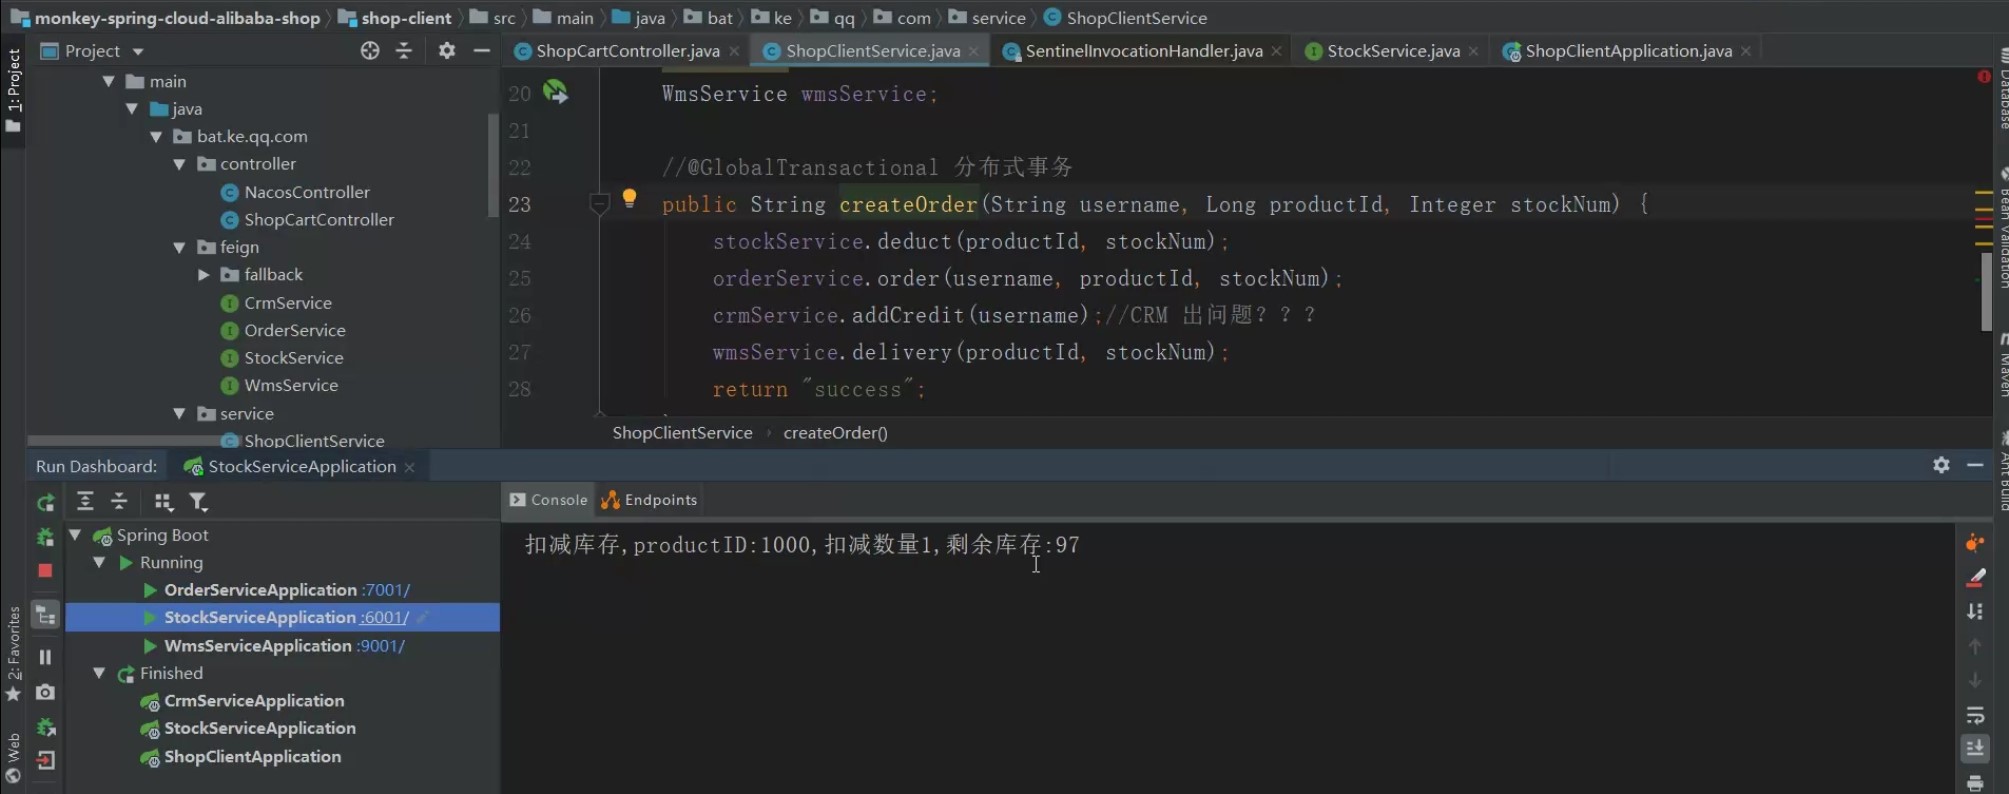 monkey-spring-cloud-alibaba-shop shop-client src main java bat ke qq com service ShopClientService
Project
ShopCartController.java ShopClientService.java SentinelInvocationHandler.java StockService.java ShopClientApplication.java
1: Project
main
java
bat.ke.qq.com
controller
NacosController
ShopCartController
feign
fallback
CrmService
OrderService
StockService
WmsService
service
ShopClientService
20 WmsService wmsService;
21
22 //@GlobalTransactional 分布式事务
23 public String createOrder(String username, Long productId, Integer stockNum) {
24 stockService.deduct(productId, stockNum);
25 orderService.order(username, productId, stockNum);
26 crmService.addCredit(username);//CRM 出问题？？？
27 wmsService.delivery(productId, stockNum);
28 return "success";
ShopClientService › createOrder()
Database
Bean Validation
Maven
Ant Build
Run Dashboard: StockServiceApplication
Console Endpoints
Spring Boot
Running
OrderServiceApplication :7001/
StockServiceApplication :6001/
WmsServiceApplication :9001/
Finished
CrmServiceApplication
StockServiceApplication
ShopClientApplication
扣减库存,productID:1000,扣减数量1,剩余库存:97
2: Favorites
Web